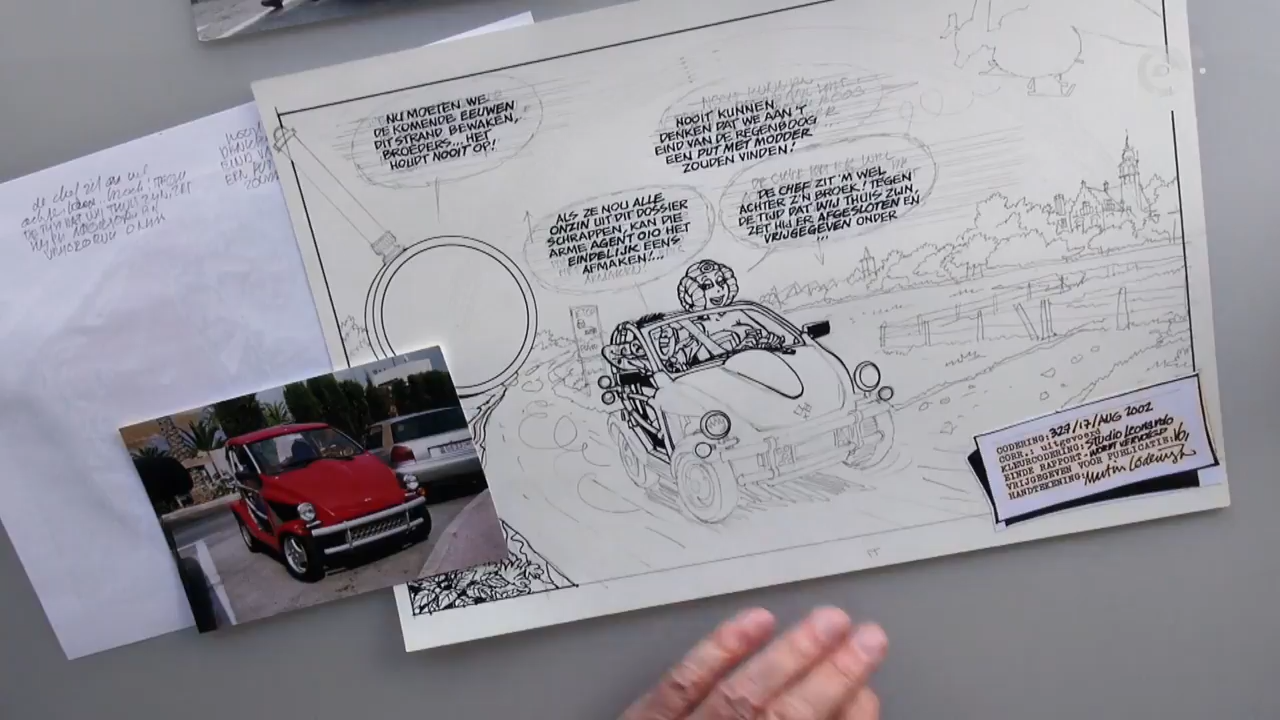 NU MOETEN WE
DE KOMENDE EEUWEN
DIT STRAND BEWAKEN,
BROEDERS... HET
HOUDT NOOIT OP!
NOOIT KUNNEN
DENKEN DAT WE AAN 'T
EIND VAN DE REGENBOOG
EEN PUT MET MODDER
ZOUDEN VINDEN!
ALS ZE NOU ALLE
ONZIN UIT DIT DOSSIER
SCHRAPPEN, KAN DIE
ARME AGENT 010 HET
EINDELIJK EENS
AFMAKEN!...
DE CHEF ZIT 'M WEL
ACHTER Z'N BROEK! TEGEN
DE TIJD DAT WIJ THUIS ZIJN,
ZET HIJ ER AFGESLOTEN EN
VRIJGEGEVEN ONDER
...
CODERING: 323/17/AUG 2002
CORR.: uitgevoerd
KLEURCODERING: Studio Leonardo
EINDE RAPPORT - WORDT VERVOLGD
VRIJGEGEVEN VOOR PUBLICATIE: 16,
HANDTEKENING: Martin Lodewijk